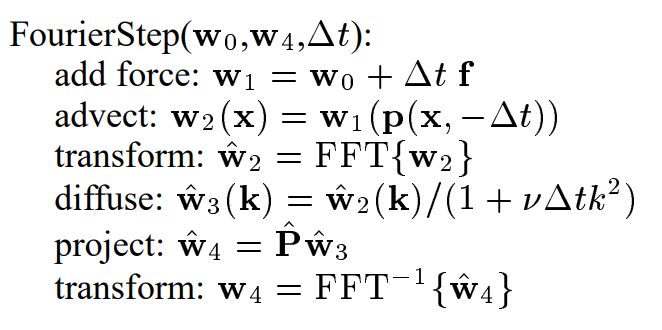 FourierStep(w₀,w₄,Δt):
add force: w₁ = w₀ + Δt f
advect: w₂(x) = w₁(p(x, −Δt))
transform: ŵ₂ = FFT{w₂}
diffuse: ŵ₃(k) = ŵ₂(k)/(1 + νΔtk²)
project: ŵ₄ = P̂ŵ₃
transform: w₄ = FFT⁻¹{ŵ₄}